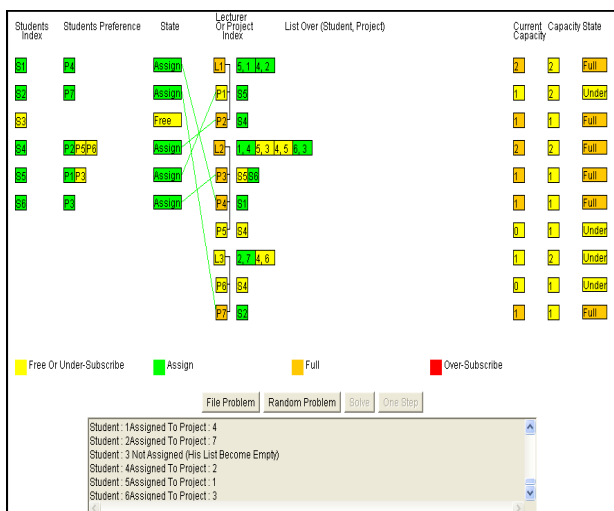 Students Index Students Preference State Lecturer Or Project Index List Over (Student, Project) Current Capacity Capacity State
S1 P4 Assign L1 5, 1 4, 2 2 2 Full
S2 P7 Assign P1 S5 1 2 Under
S3 Free P2 S4 1 1 Full
S4 P2 P5 P6 Assign L2 1, 4 5, 3 4, 5 6, 3 2 2 Full
S5 P1 P3 Assign P3 S5 S6 1 1 Full
S6 P3 Assign P4 S1 1 1 Full
P5 S4 0 1 Under
L3 2, 7 4, 6 1 2 Under
P6 S4 0 1 Under
P7 S2 1 1 Full
Free Or Under-Subscribe Assign Full Over-Subscribe
File Problem Random Problem Solve One Step
Student : 1Assigned To Project : 4
Student : 2Assigned To Project : 7
Student : 3 Not Assigned (His List Become Empty)
Student : 4Assigned To Project : 2
Student : 5Assigned To Project : 1
Student : 6Assigned To Project : 3